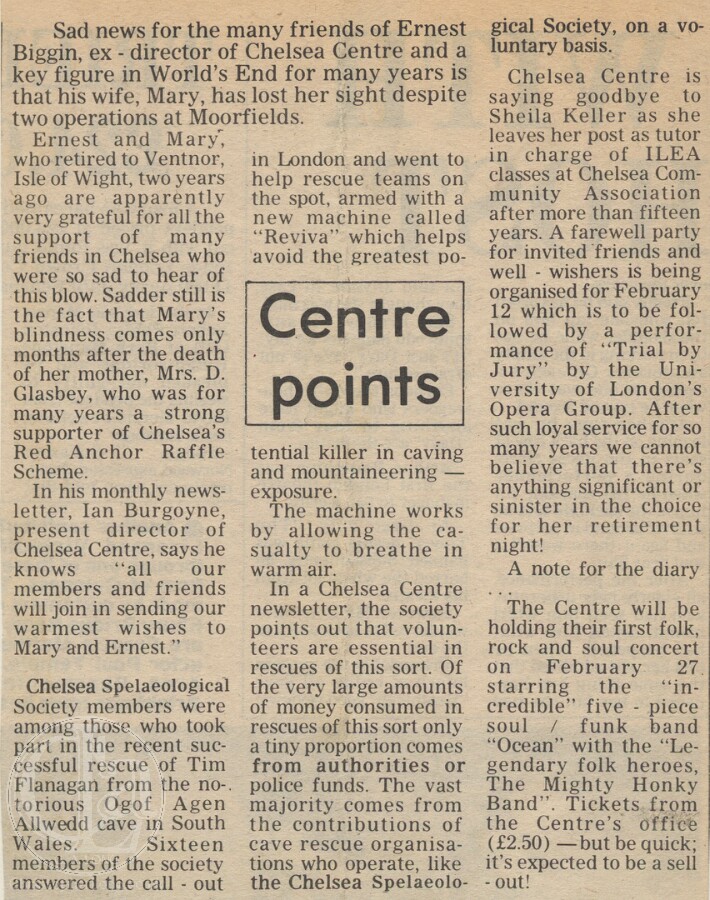 Sad news for the many friends of Ernest
Biggin, ex - director of Chelsea Centre and a
key figure in World's End for many years is
that his wife, Mary, has lost her sight despite
two operations at Moorfields.
Ernest and Mary,
who retired to Ventnor,
Isle of Wight, two years
ago are apparently
very grateful for all the
support of many
friends in Chelsea who
were so sad to hear of
this blow. Sadder still is
the fact that Mary's
blindness comes only
months after the death
of her mother, Mrs. D.
Glasbey, who was for
many years a strong
supporter of Chelsea's
Red Anchor Raffle
Scheme.
In his monthly news-
letter, Ian Burgoyne,
present director of
Chelsea Centre, says he
knows "all our
members and friends
will join in sending our
warmest wishes to
Mary and Ernest."
Chelsea Spelaeological
Society members were
among those who took
part in the recent suc-
cessful rescue of Tim
Flanagan from the no-
torious Ogof Agen
Allwedd cave in South
Wales. Sixteen
members of the society
answered the call - out
in London and went to
help rescue teams on
the spot, armed with a
new machine called
"Reviva" which helps
avoid the greatest po-
Centre
points
tential killer in caving
and mountaineering —
exposure.
The machine works
by allowing the ca-
sualty to breathe in
warm air.
In a Chelsea Centre
newsletter, the society
points out that volun-
teers are essential in
rescues of this sort. Of
the very large amounts
of money consumed in
rescues of this sort only
a tiny proportion comes
from authorities or
police funds. The vast
majority comes from
the contributions of
cave rescue organisa-
tions who operate, like
the Chelsea Spelaeolo-
gical Society, on a vo-
luntary basis.
Chelsea Centre is
saying goodbye to
Sheila Keller as she
leaves her post as tutor
in charge of ILEA
classes at Chelsea Com-
munity Association
after more than fifteen
years. A farewell party
for invited friends and
well - wishers is being
organised for February
12 which is to be fol-
lowed by a perfor-
mance of "Trial by
Jury" by the Uni-
versity of London's
Opera Group. After
such loyal service for so
many years we cannot
believe that there's
anything significant or
sinister in the choice
for her retirement
night!
A note for the diary
...
The Centre will be
holding their first folk,
rock and soul concert
on February 27
starring the "in-
credible" five - piece
soul / funk band
"Ocean" with the "Le-
gendary folk heroes,
The Mighty Honky
Band". Tickets from
the Centre's office
(£2.50) — but be quick;
it's expected to be a sell
- out!